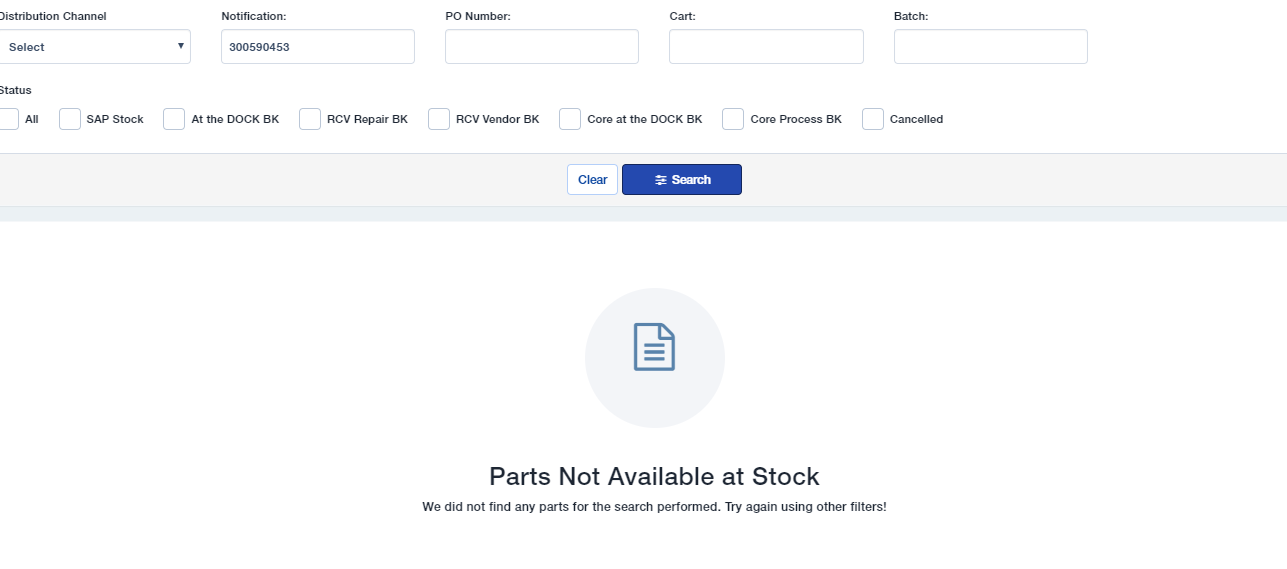 Distribution Channel Notification: PO Number: Cart: Batch:
Select 300590453
Status
All SAP Stock At the DOCK BK RCV Repair BK RCV Vendor BK Core at the DOCK BK Core Process BK Cancelled
Clear Search
Parts Not Available at Stock
We did not find any parts for the search performed. Try again using other filters!